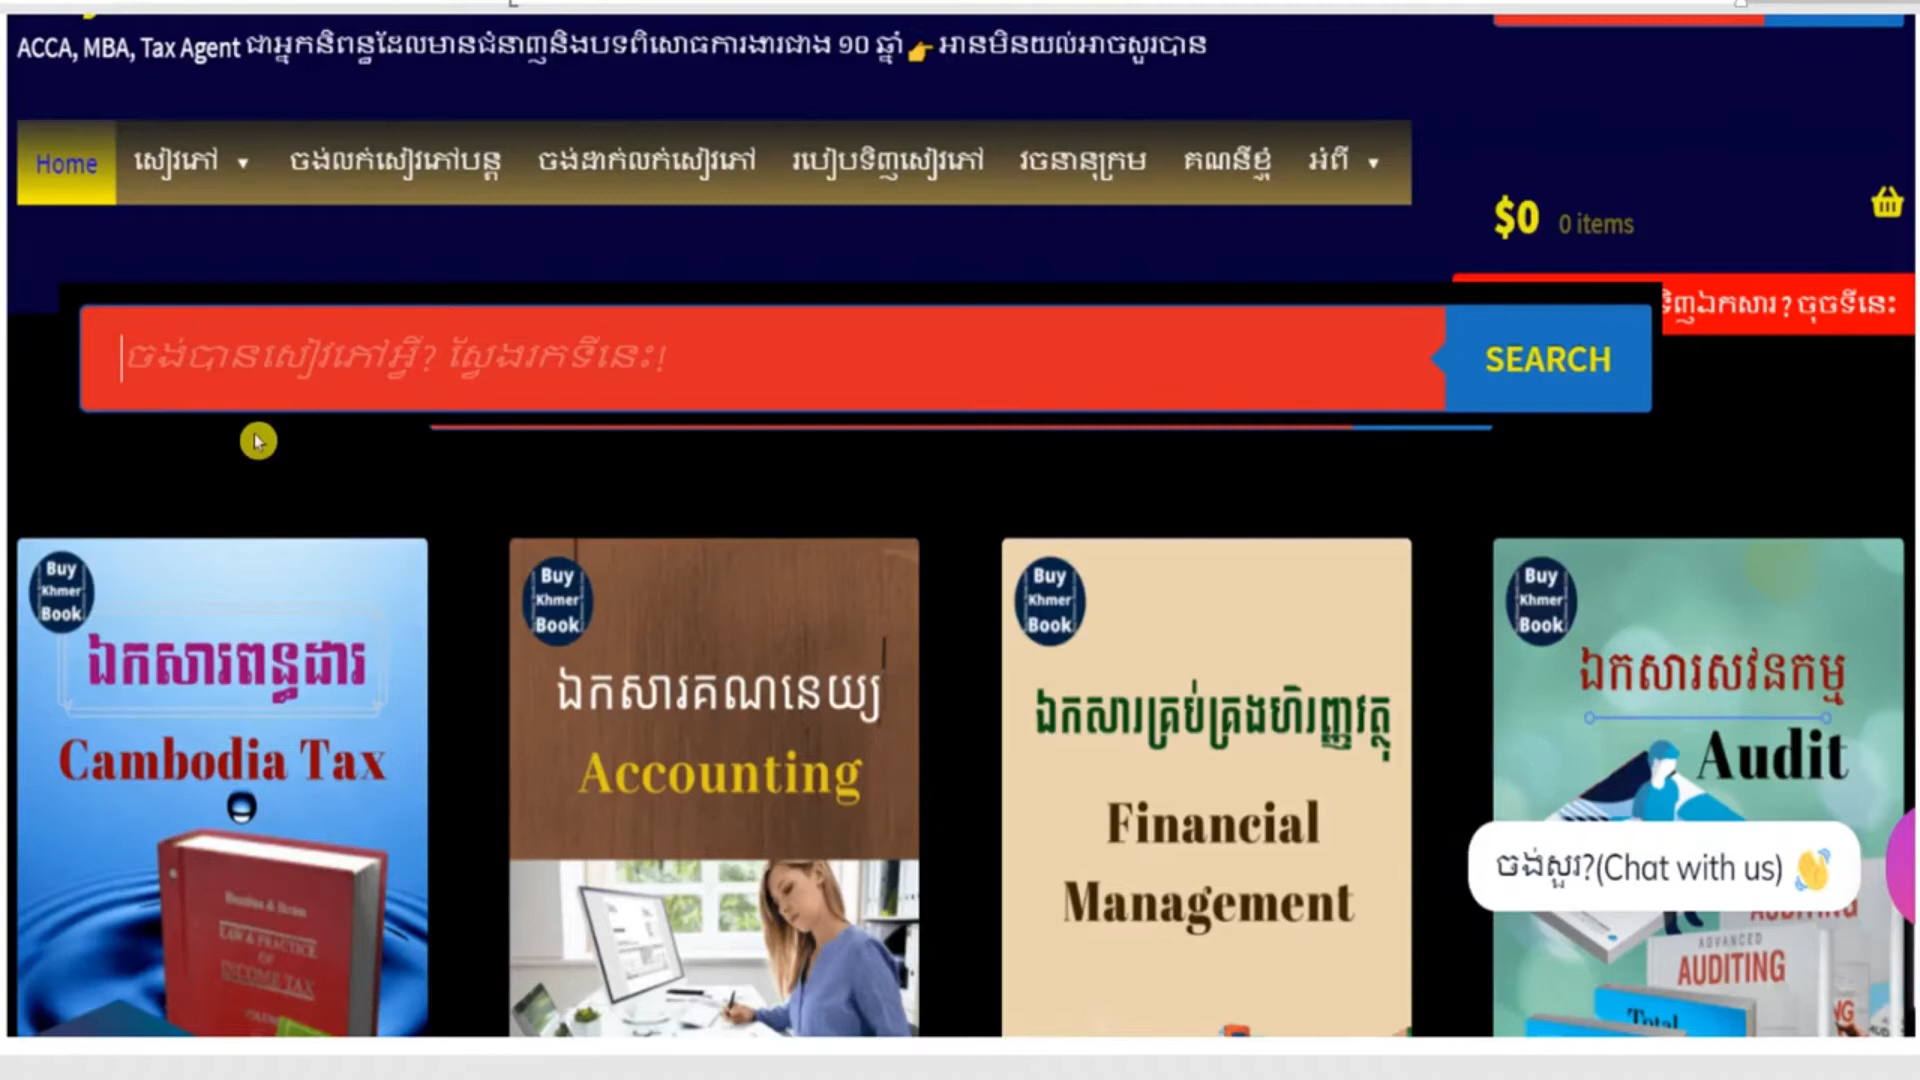 ACCA, MBA, Tax Agent ជាអ្នកនិពន្ធដែលមានជំនាញនិងបទពិសោធការងារជាង ១០ ឆ្នាំ 👉 អានមិនយល់អាចសួរបាន
Home សៀវភៅ ▼ ចង់លក់សៀវភៅបន្ត ចង់ដាក់លក់សៀវភៅ របៀបទិញសៀវភៅ វចនានុក្រម គណនីខ្ញុំ អំពី ▼
$0 0 items
ទិញឯកសារ ? ចុចទីនេះ
ចង់បានសៀវភៅអ្វី? ស្វែងរកទីនេះ!
SEARCH
Buy
Khmer
Book
ឯកសារពន្ធដារ
Cambodia Tax
LAW & PRACTICE
OF
INCOME TAX
Buy
Khmer
Book
ឯកសារគណនេយ្យ
Accounting
Buy
Khmer
Book
ឯកសារគ្រប់គ្រងហិរញ្ញវត្ថុ
Financial
Management
Buy
Khmer
Book
ឯកសារសវនកម្ម
Audit
ចង់សួរ?(Chat with us) 👋
AUDITING
ADVANCED
AUDITING
Total